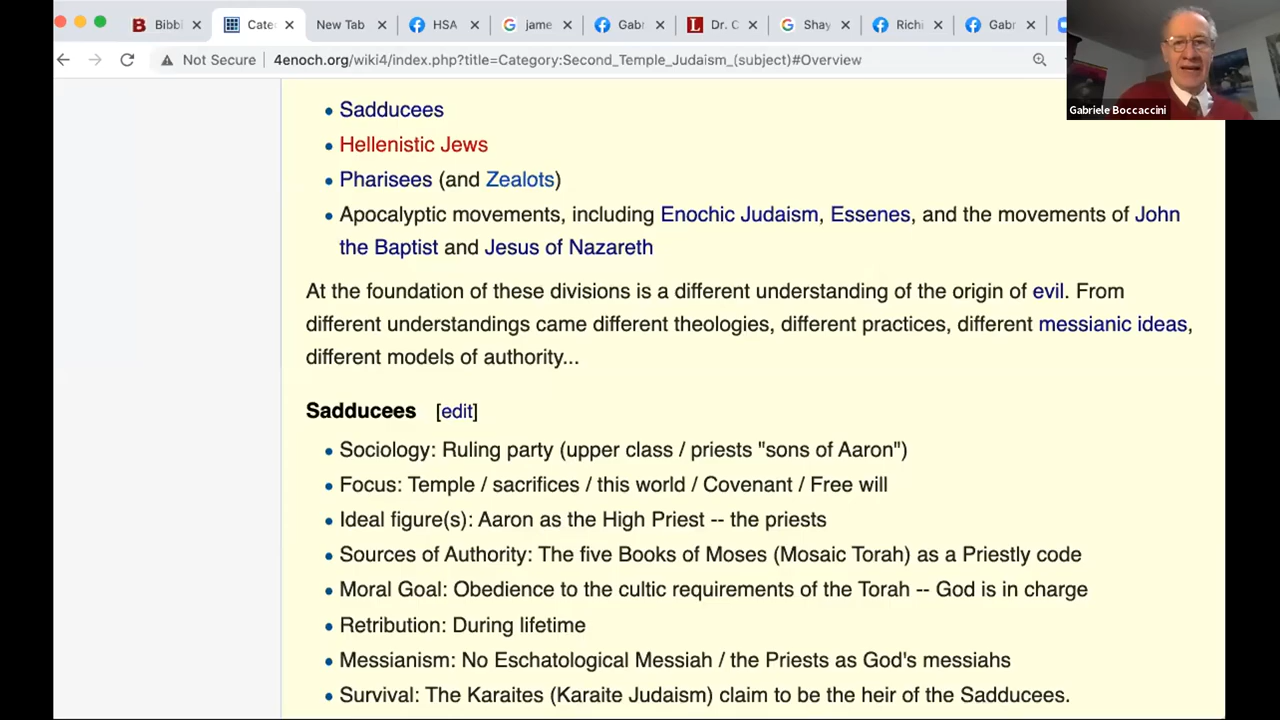 Bibb
Cate
New Tab
HSA
jame
Gabr
Dr. C
Shay
Richi
Gabr
Not Secure
4enoch.org/wiki4/index.php?title=Category:Second_Temple_Judaism_(subject)#Overview
Gabriele Boccaccini
• Sadducees
• Hellenistic Jews
• Pharisees (and Zealots)
• Apocalyptic movements, including Enochic Judaism, Essenes, and the movements of John
the Baptist and Jesus of Nazareth
At the foundation of these divisions is a different understanding of the origin of evil. From
different understandings came different theologies, different practices, different messianic ideas,
different models of authority...
Sadducees [edit]
• Sociology: Ruling party (upper class / priests "sons of Aaron")
• Focus: Temple / sacrifices / this world / Covenant / Free will
• Ideal figure(s): Aaron as the High Priest -- the priests
• Sources of Authority: The five Books of Moses (Mosaic Torah) as a Priestly code
• Moral Goal: Obedience to the cultic requirements of the Torah -- God is in charge
• Retribution: During lifetime
• Messianism: No Eschatological Messiah / the Priests as God's messiahs
• Survival: The Karaites (Karaite Judaism) claim to be the heir of the Sadducees.